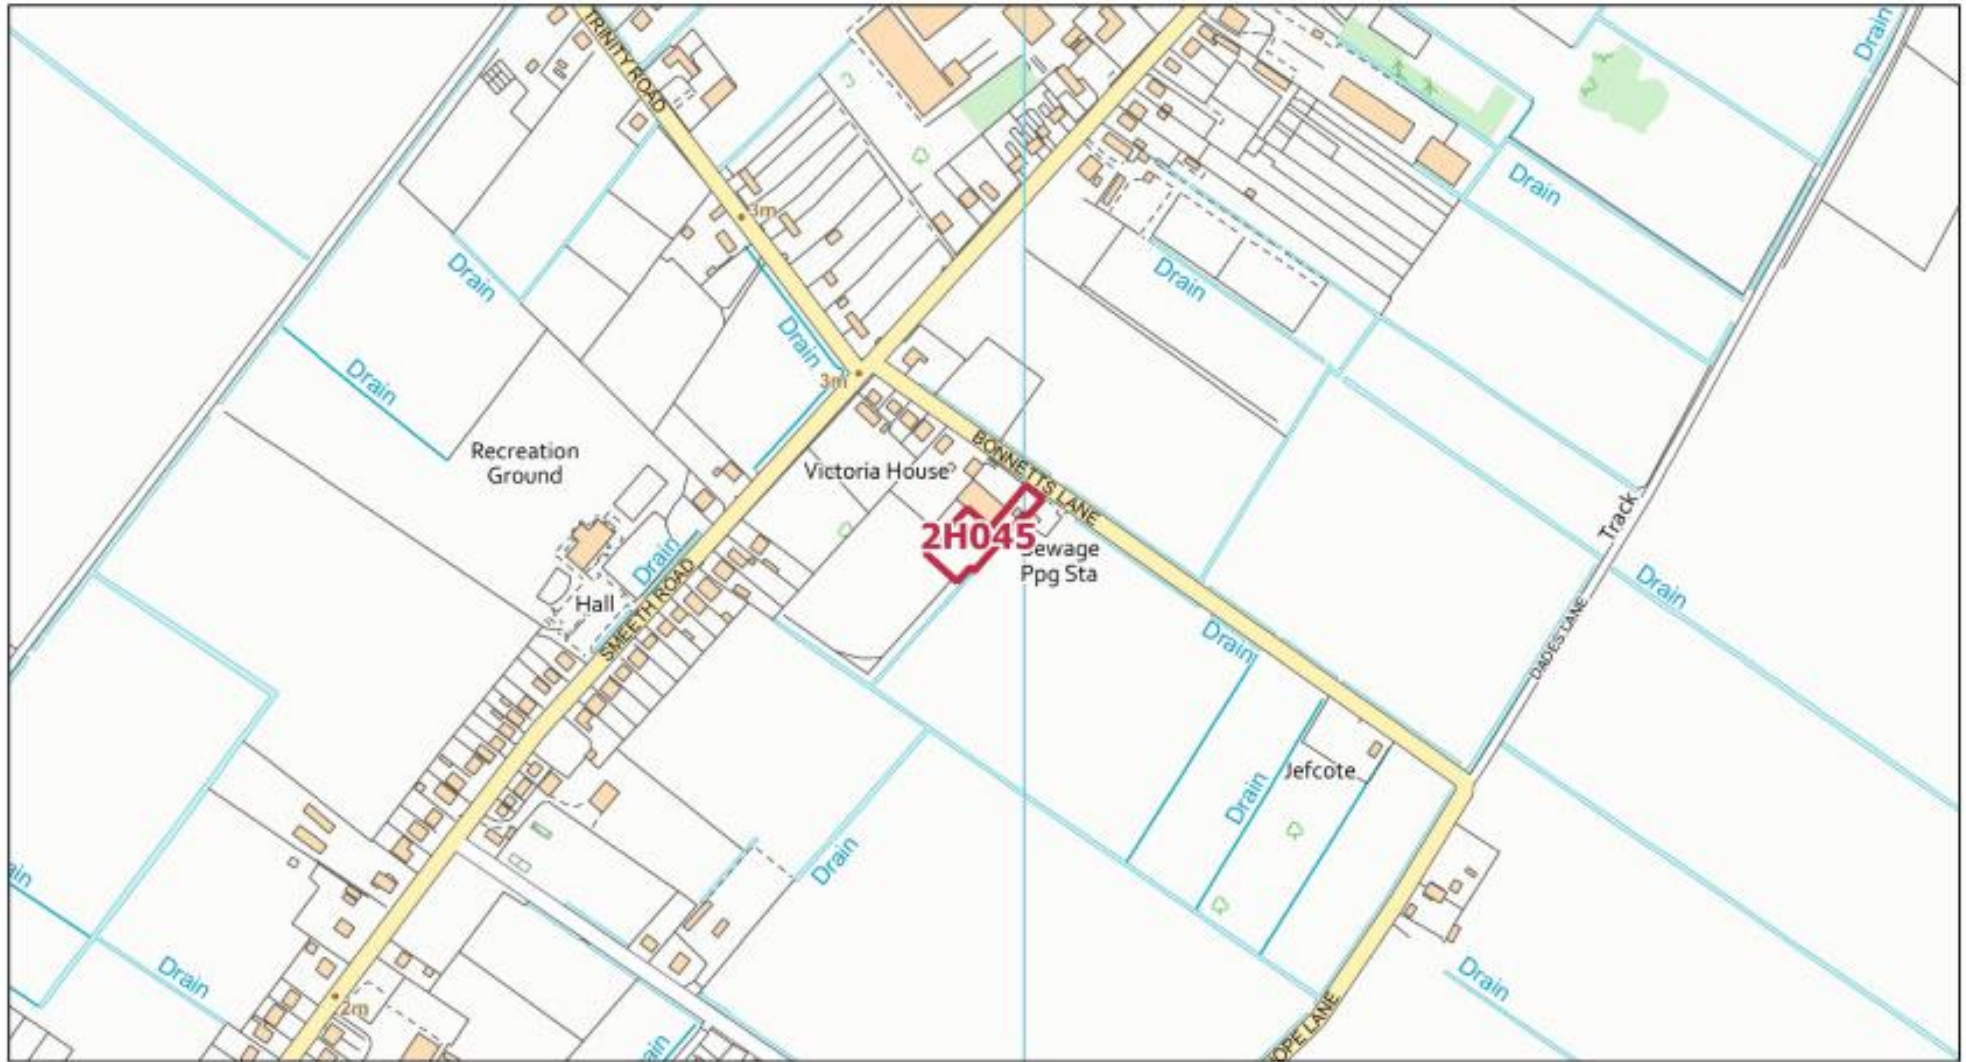 TRINITY ROAD
Drain
3m
Drain
Drain
Drain
Drain
Drain
3m
Recreation
Ground
Victoria House
BONNETTS LANE
2H045
Sewage
Ppg Sta
Track
Drain
Drain
Hall
SMEETH ROAD
DADES LANE
Drain
Jefcote
Drain
Drain
Drain
2m
Drain